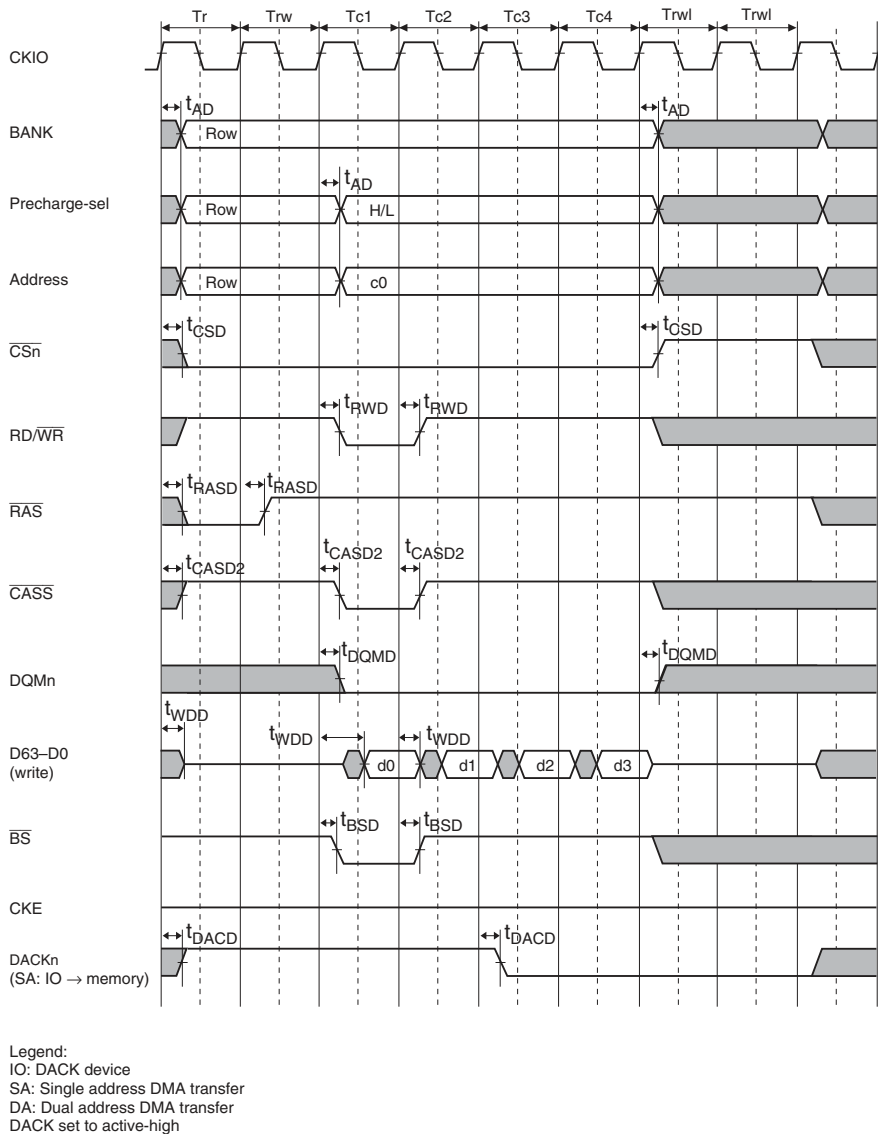 Tr Trw Tc1 Tc2 Tc3 Tc4 Trwl Trwl
CKIO
tAD tAD
BANK Row
tAD
Precharge-sel Row H/L
Address Row c0
tCSD tCSD
CSn
tRWD tRWD
RD/WR
tRASD tRASD
RAS
tCASD2 tCASD2 tCASD2
CASS
tDQMD tDQMD
DQMn
tWDD tWDD tWDD
D63–D0
(write)
d0 d1 d2 d3
tBSD tBSD
BS
CKE
tDACD tDACD
DACKn
(SA: IO → memory)
Legend:
IO: DACK device
SA: Single address DMA transfer
DA: Dual address DMA transfer
DACK set to active-high